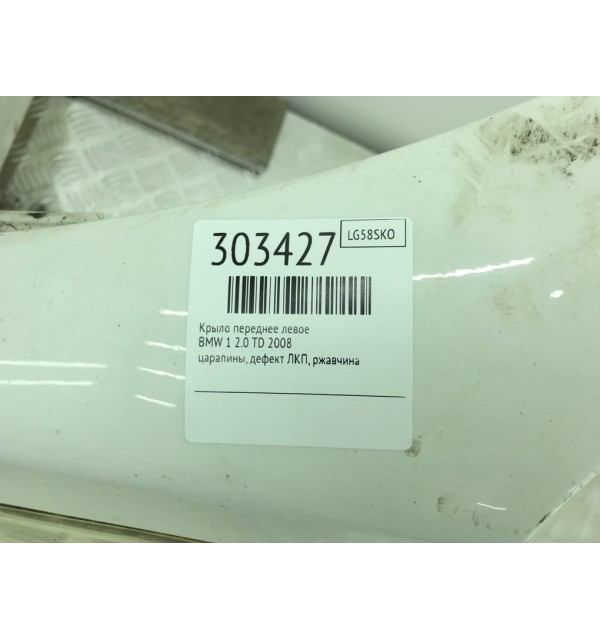 303427
LG58SKO
Крыло переднее левое
BMW 1 2.0 TD 2008
царапины, дефект ЛКП, ржавчина